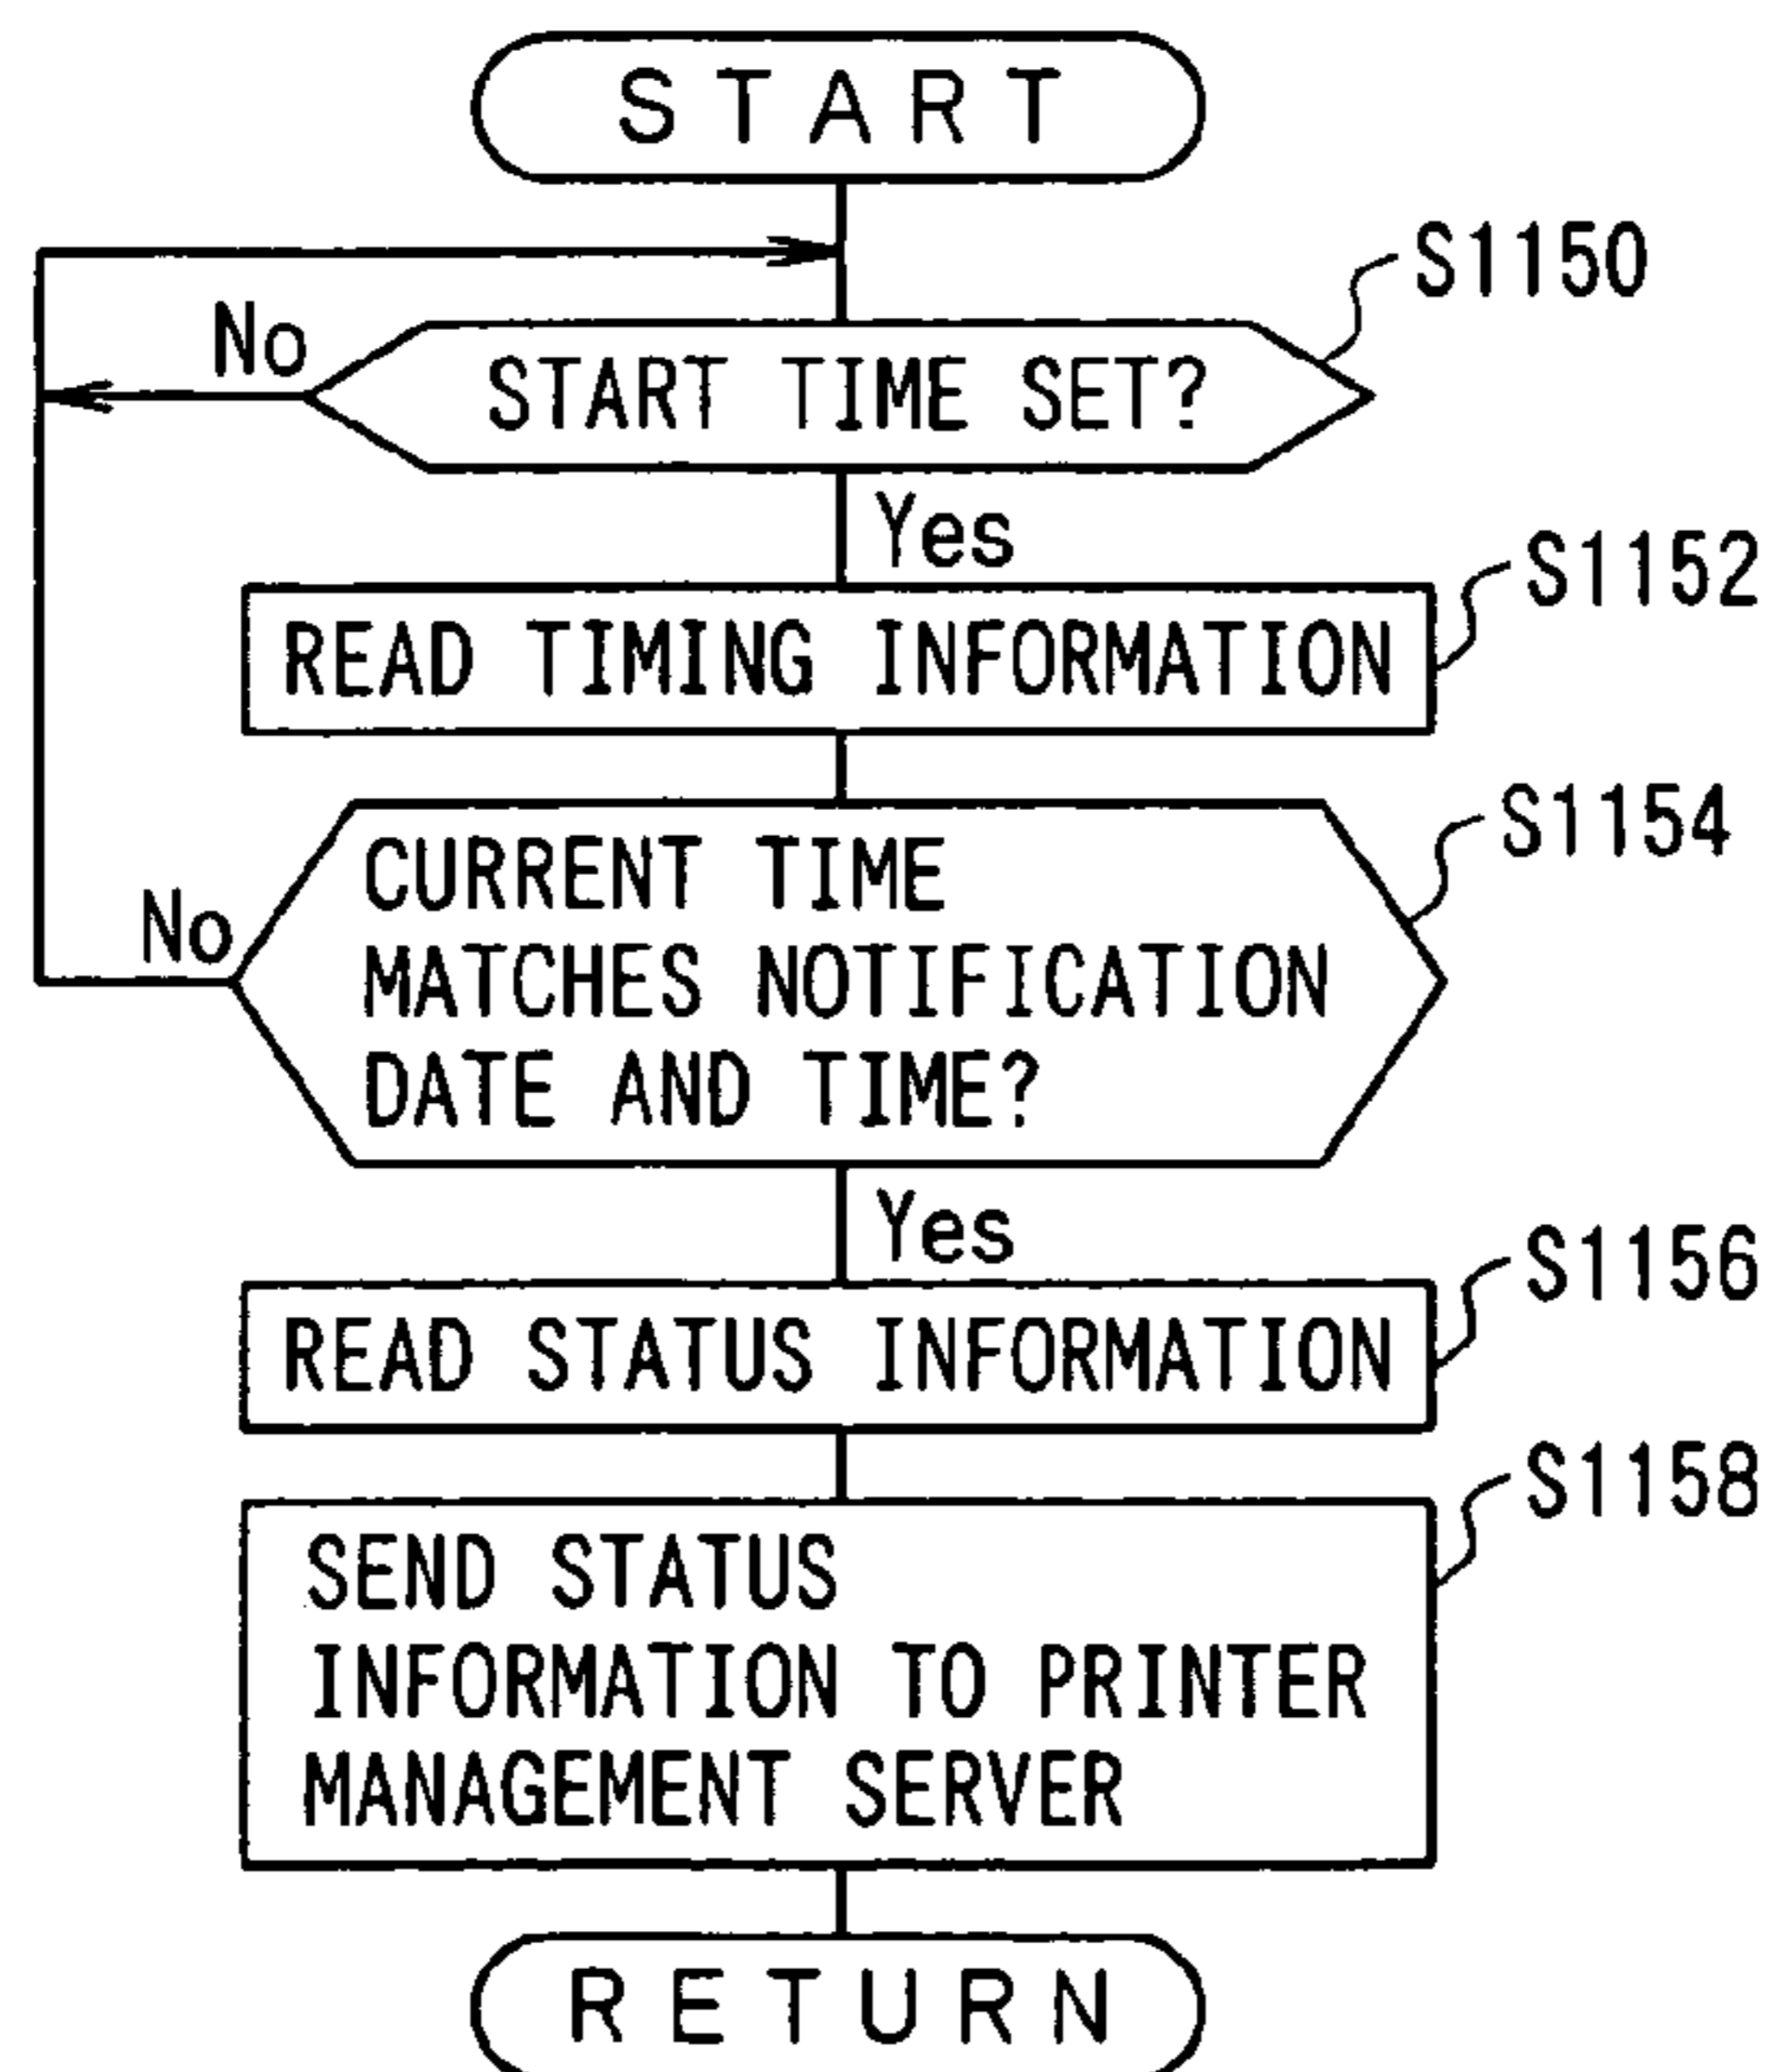 START
S1150
No
START TIME SET?
Yes
S1152
READ TIMING INFORMATION
S1154
CURRENT TIME
No
MATCHES NOTIFICATION
DATE AND TIME?
Yes
S1156
READ STATUS INFORMATION
S1158
SEND STATUS
INFORMATION TO PRINTER
MANAGEMENT SERVER
RETURN